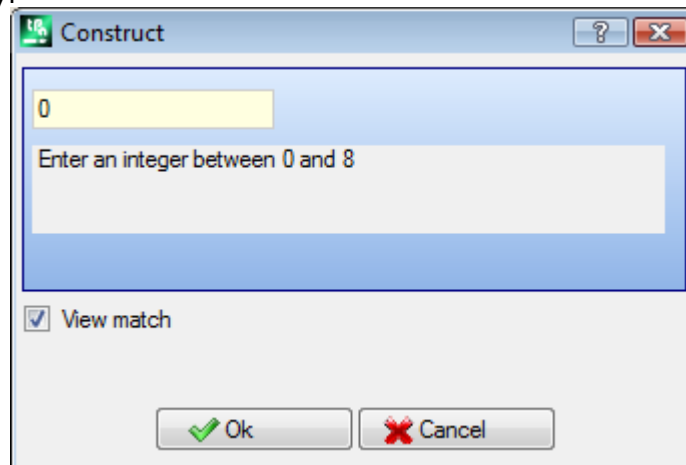 y.
Construct
?
0
Enter an integer between 0 and 8
View match
Ok
Cancel